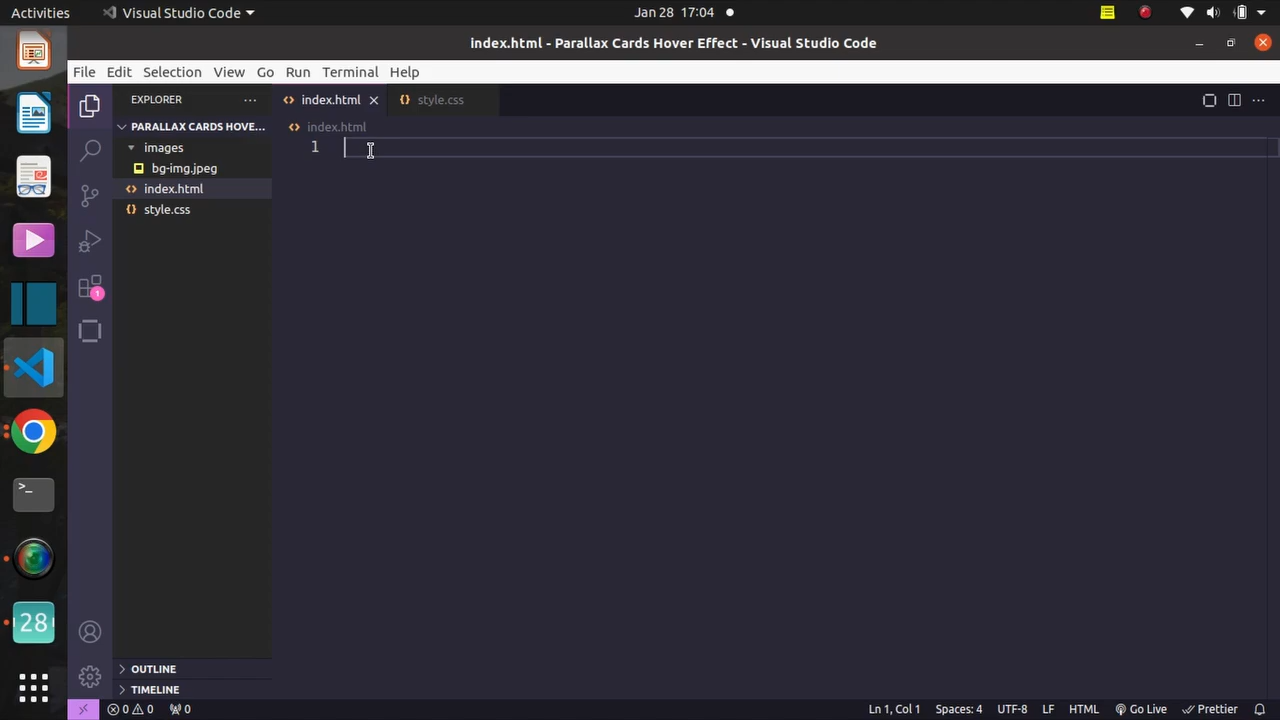 Activities
Visual Studio Code
Jan 28 17:04
index.html - Parallax Cards Hover Effect - Visual Studio Code
File Edit Selection View Go Run Terminal Help
EXPLORER
index.html
style.css
PARALLAX CARDS HOVE...
index.html
images
1
bg-img.jpeg
index.html
style.css
1
>_
28
OUTLINE
TIMELINE
0 0 0
Ln 1, Col 1 Spaces: 4 UTF-8 LF HTML Go Live Prettier